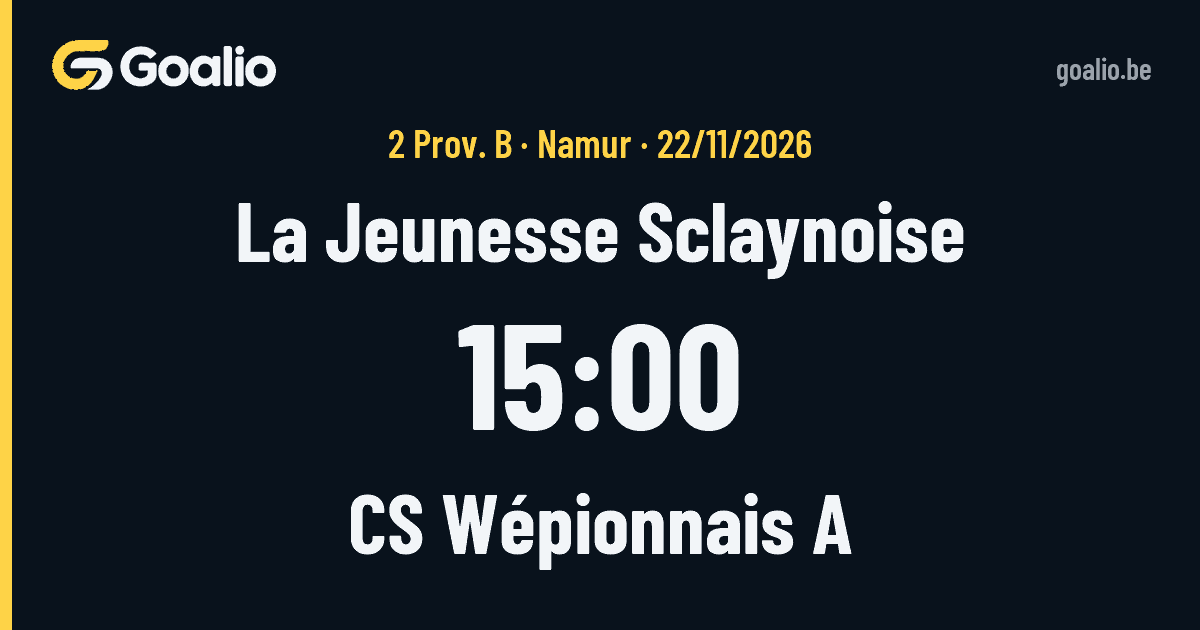 Goalio
goalio.be
2 Prov. B · Namur · 22/11/2026
La Jeunesse Sclaynoise
15:00
CS Wépionnais A